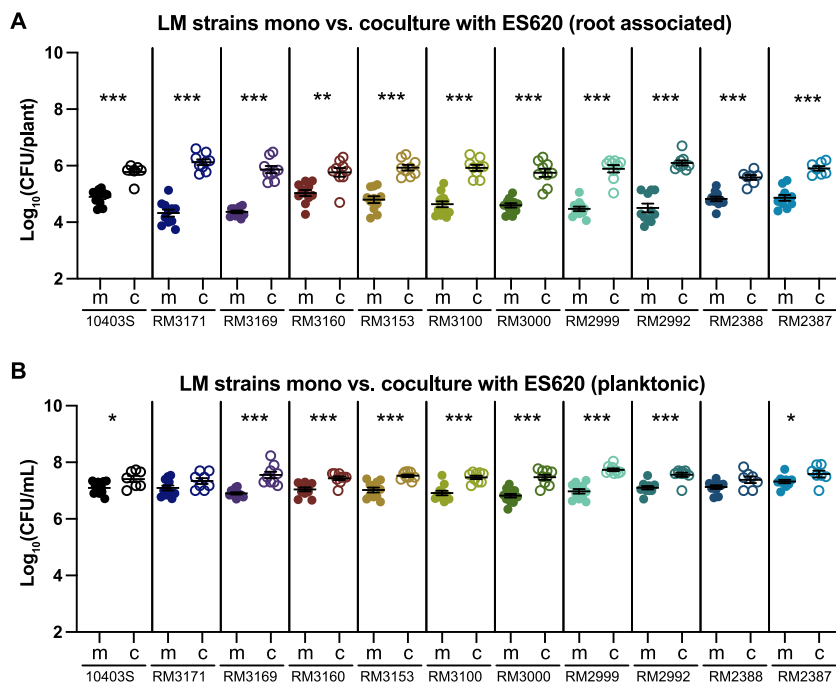 A
LM strains mono vs. coculture with ES620 (root associated)
Log10(CFU/plant)
10
8
6
4
2
*** *** *** ** *** *** *** *** *** *** ***
m c m c m c m c m c m c m c m c m c m c m c
10403S RM3171 RM3169 RM3160 RM3153 RM3100 RM3000 RM2999 RM2992 RM2388 RM2387
B
LM strains mono vs. coculture with ES620 (planktonic)
Log10(CFU/mL)
10
8
6
4
2
* *** *** *** *** *** *** *** *
m c m c m c m c m c m c m c m c m c m c m c
10403S RM3171 RM3169 RM3160 RM3153 RM3100 RM3000 RM2999 RM2992 RM2388 RM2387